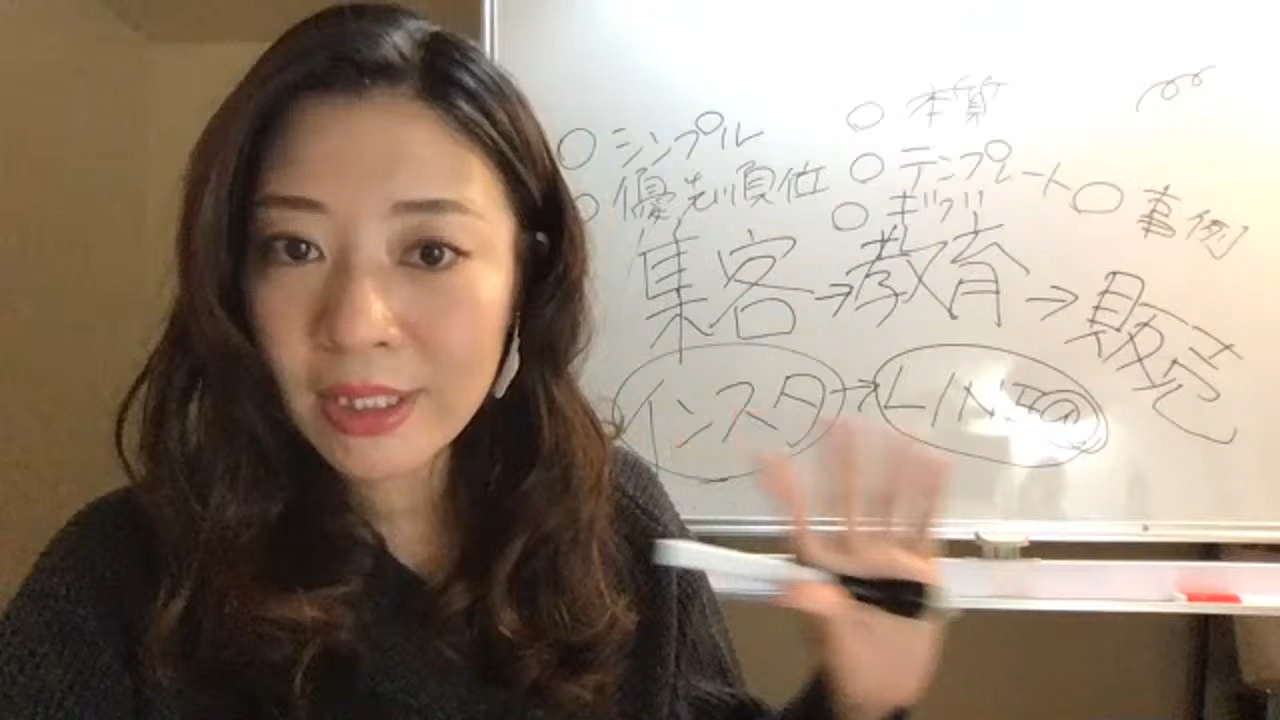 ○ シンプル
○ 優先順位
○ 本質
○ テンプレート
○ ギブ
○ 事例
集客→教育→販売
インスタ→LINE@